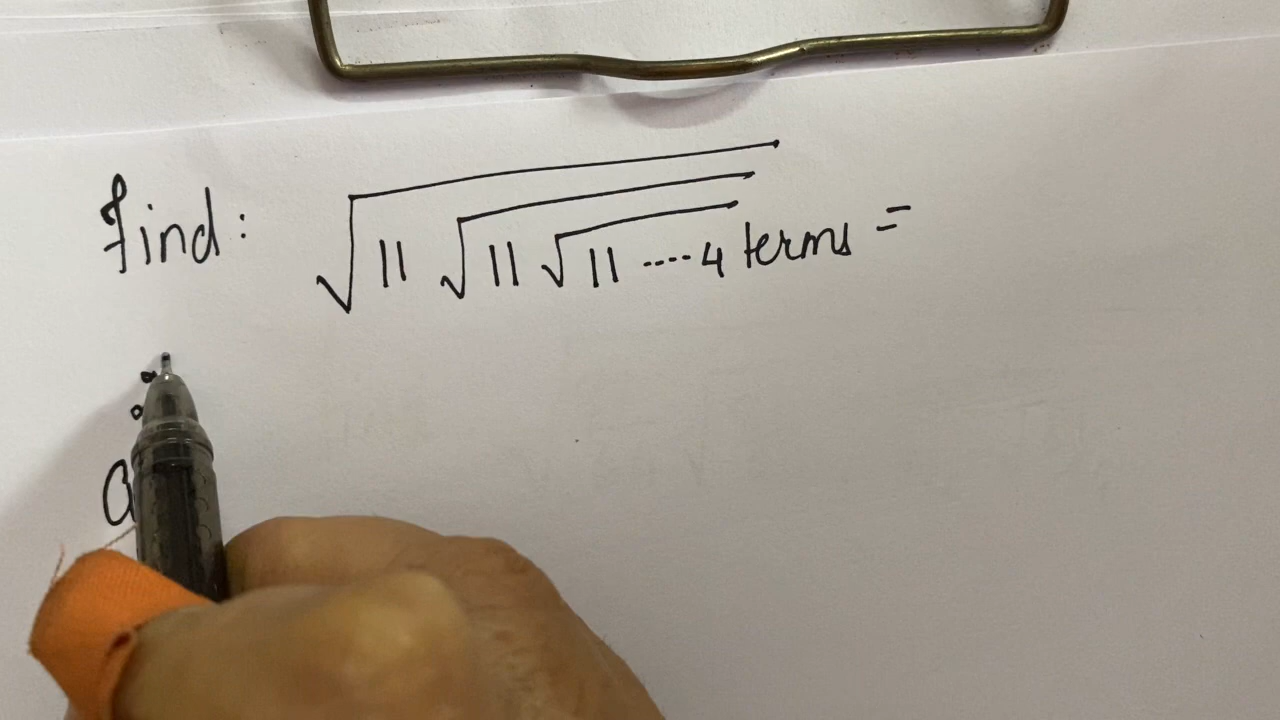 Find: √11 √11 √11 ....4 terms =
a